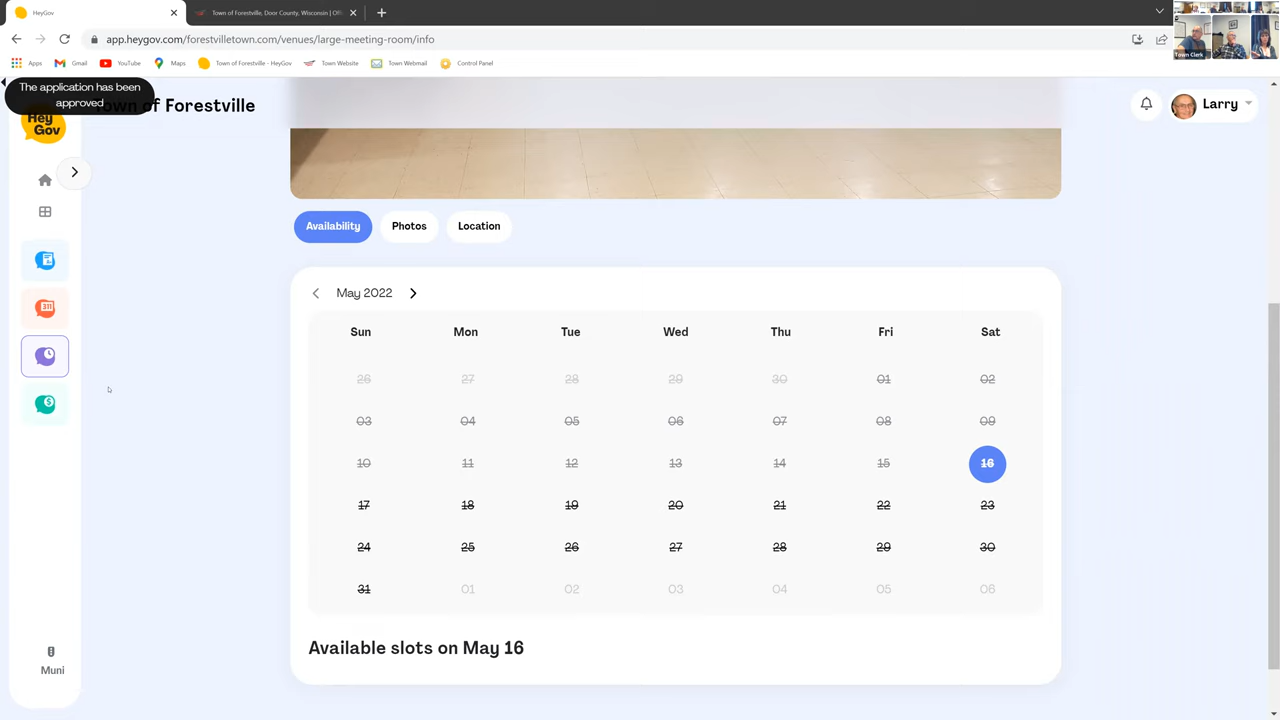 HeyGov
Town of Forestville, Door County, Wisconsin | Offi
app.heygov.com/forestvilletown.com/venues/large-meeting-room/info
Apps Gmail YouTube Maps Town of Forestville - HeyGov Town Website Town Webmail Control Panel
Town Clerk
The application has been
approved
own of Forestville
Larry
Hey
Gov
311
$
Availability Photos Location
May 2022
Sun Mon Tue Wed Thu Fri Sat
26 27 28 29 30 01 02
03 04 05 06 07 08 09
10 11 12 13 14 15 16
17 18 19 20 21 22 23
24 25 26 27 28 29 30
31 01 02 03 04 05 06
Available slots on May 16
Muni